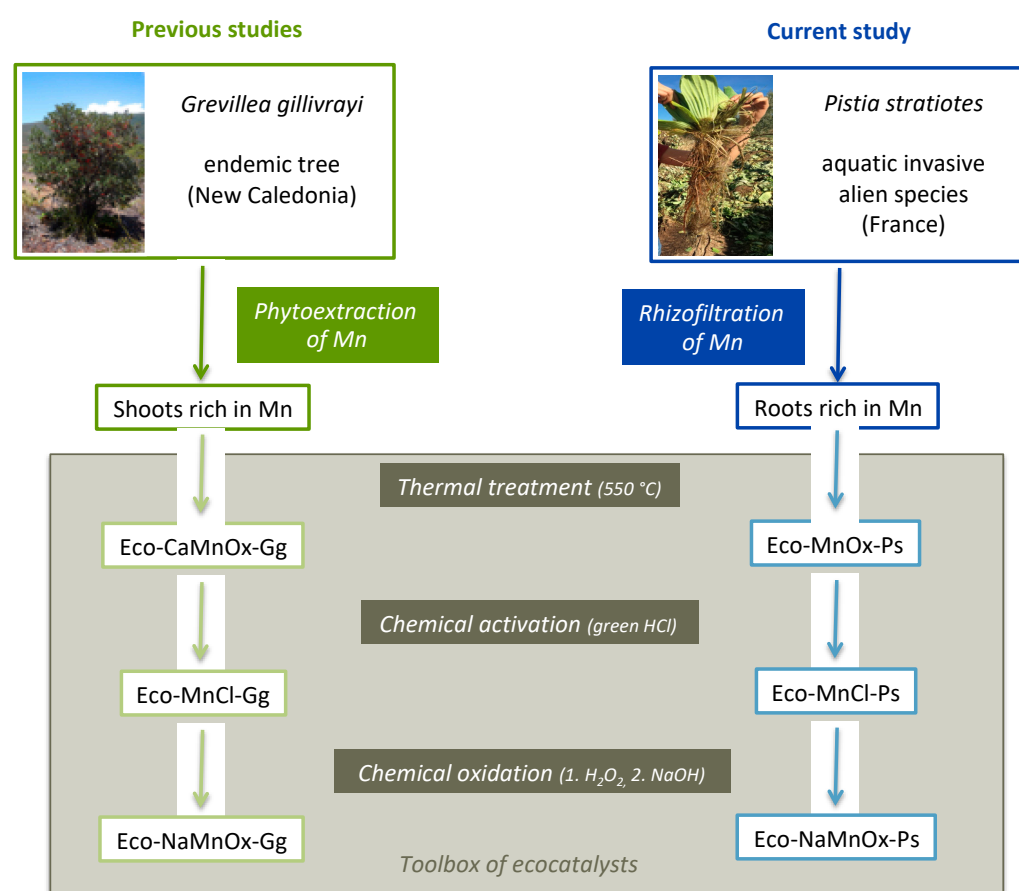 Previous studies
Current study
Grevillea gillivrayi
endemic tree
(New Caledonia)
Pistia stratiotes
aquatic invasive
alien species
(France)
Phytoextraction
of Mn
Rhizofiltration
of Mn
Shoots rich in Mn
Roots rich in Mn
Thermal treatment (550 °C)
Eco-CaMnOx-Gg
Eco-MnOx-Ps
Chemical activation (green HCl)
Eco-MnCl-Gg
Eco-MnCl-Ps
Chemical oxidation (1. H₂O₂, 2. NaOH)
Eco-NaMnOx-Gg
Eco-NaMnOx-Ps
Toolbox of ecocatalysts